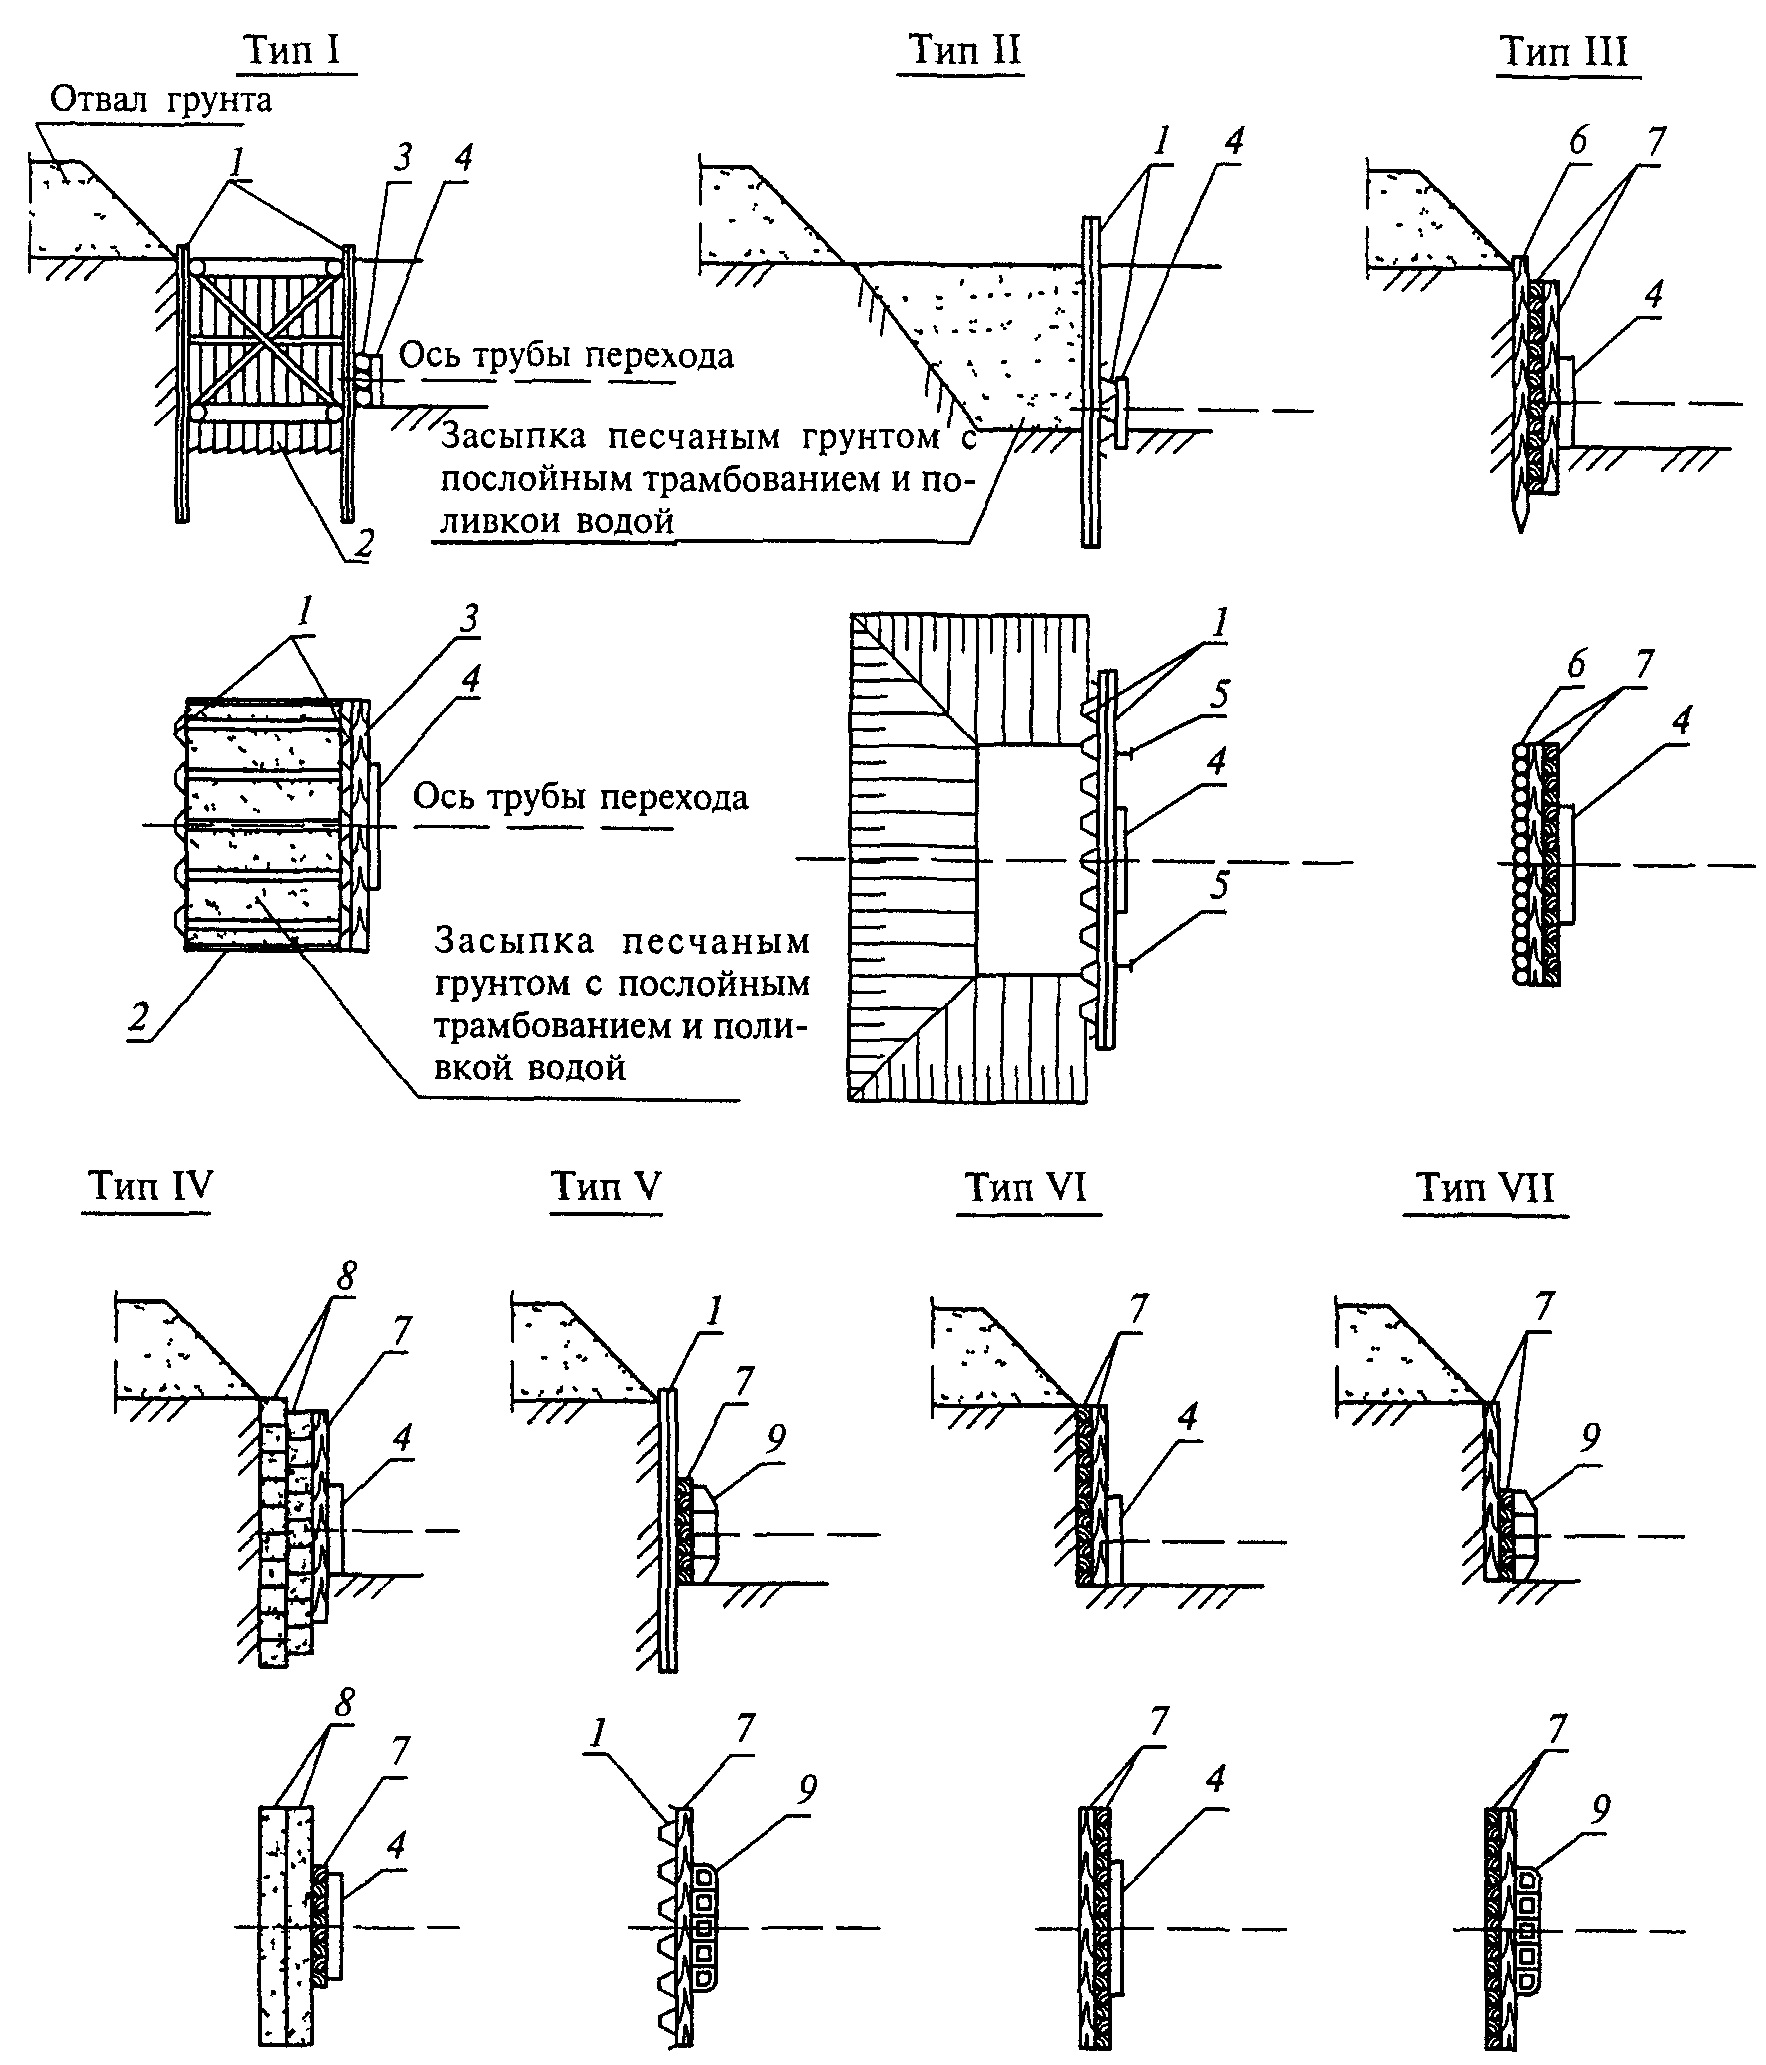 Тип I
Тип II
Тип III
Отвал грунта
1
3
4
1
4
6
7
4
Ось трубы перехода
Засыпка песчаным грунтом с
послойным трамбованием и по-
ливкои водой
2
1
3
4
Ось трубы перехода
1
5
4
5
6
7
4
Засыпка песчаным
грунтом с послойным
трамбованием и поли-
вкой водой
2
Тип IV
Тип V
Тип VI
Тип VII
8
7
4
1
7
9
7
4
7
9
8
7
4
1
7
9
7
4
7
9